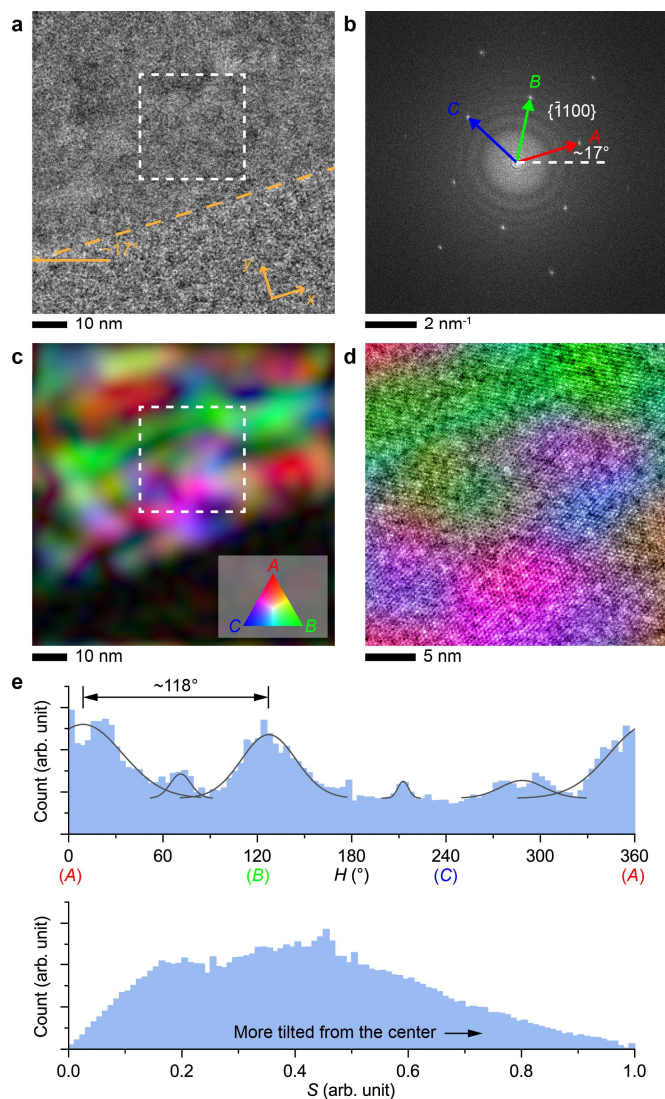 a
~17°
y
x
10 nm
b
C
B
{1̄100}
A
~17°
2 nm-1
c
A
C
B
10 nm
d
5 nm
e
~118°
Count (arb. unit)
0 60 120 180 240 300 360
(A) (B) H (°) (C) (A)
Count (arb. unit)
More tilted from the center
0.0 0.2 0.4 0.6 0.8 1.0
S (arb. unit)